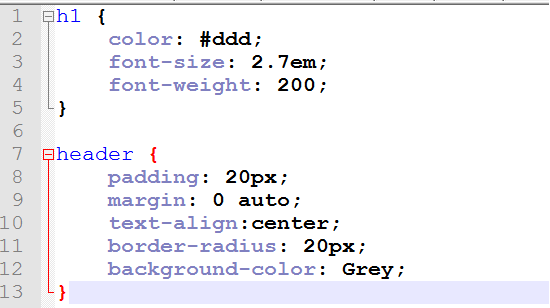 1 h1 {
2 color: #ddd;
3 font-size: 2.7em;
4 font-weight: 200;
5 }
6
7 header {
8 padding: 20px;
9 margin: 0 auto;
10 text-align:center;
11 border-radius: 20px;
12 background-color: Grey;
13 }